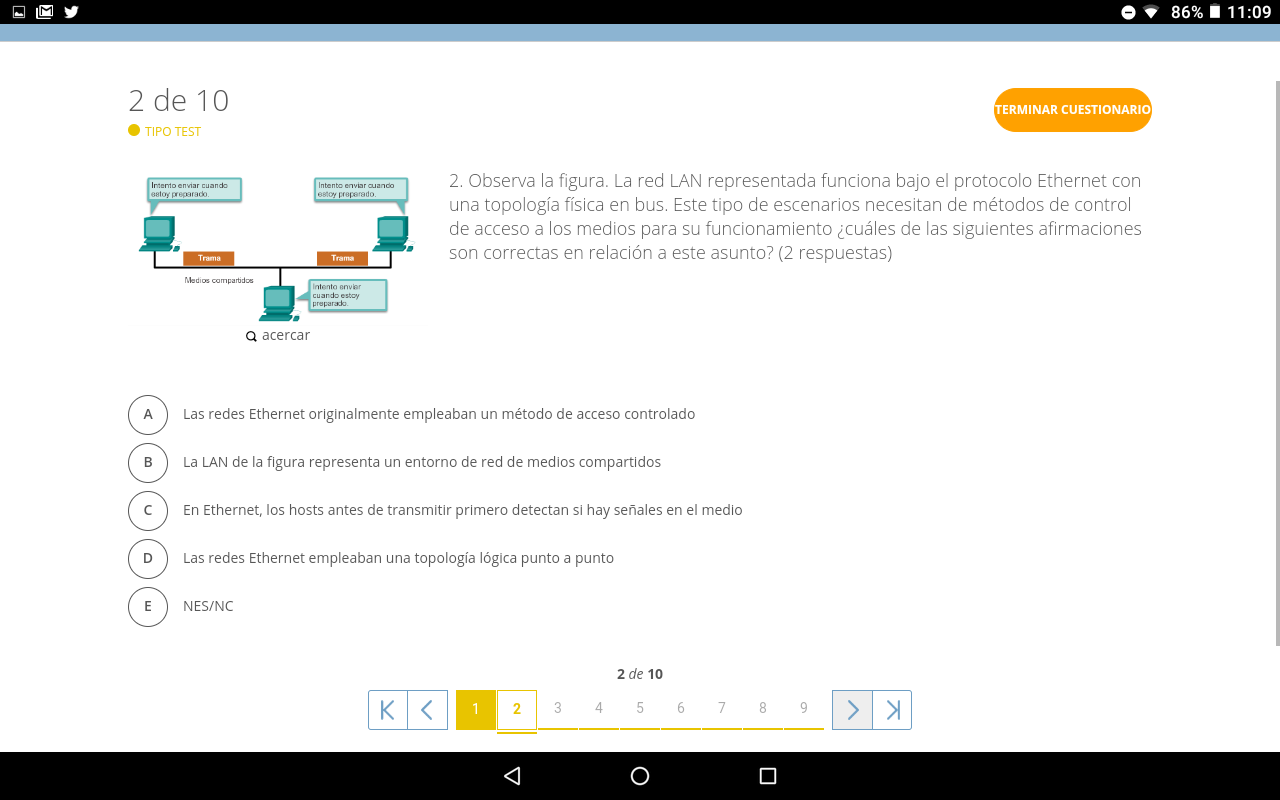 86% 11:09
2 de 10
TIPO TEST
TERMINAR CUESTIONARIO
Intento enviar cuando
estoy preparado.
Intento enviar cuando
estoy preparado.
Trama
Trama
Medios compartidos
Intento enviar
cuando estoy
preparado.
acercar
2. Observa la figura. La red LAN representada funciona bajo el protocolo Ethernet con
una topología física en bus. Este tipo de escenarios necesitan de métodos de control
de acceso a los medios para su funcionamiento ¿cuáles de las siguientes afirmaciones
son correctas en relación a este asunto? (2 respuestas)
A Las redes Ethernet originalmente empleaban un método de acceso controlado
B La LAN de la figura representa un entorno de red de medios compartidos
C En Ethernet, los hosts antes de transmitir primero detectan si hay señales en el medio
D Las redes Ethernet empleaban una topología lógica punto a punto
E NES/NC
2 de 10
1 2 3 4 5 6 7 8 9